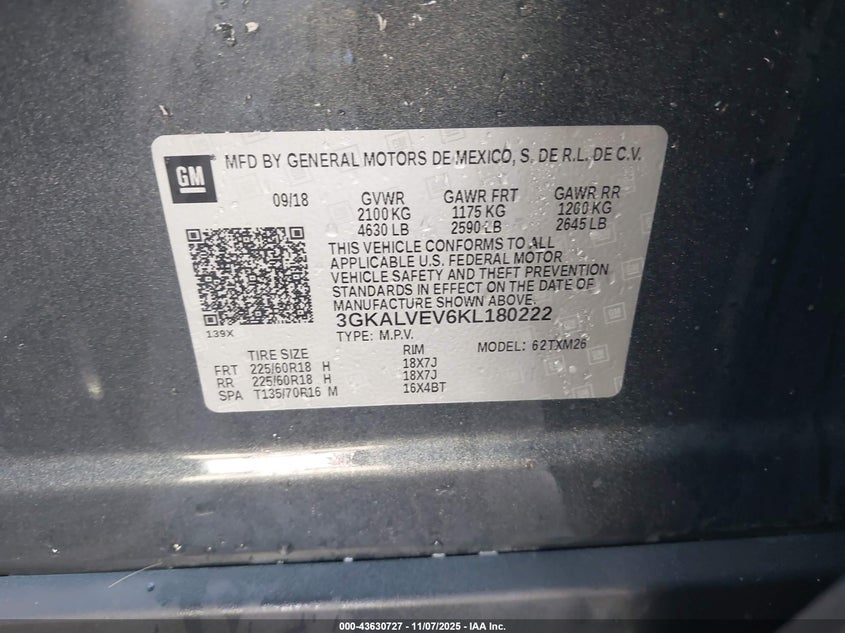 GM
MFD BY GENERAL MOTORS DE MEXICO, S. DE R.L. DE C.V.
09/18 GVWR GAWR FRT GAWR RR
2100 KG 1175 KG 1200 KG
4630 LB 2590 LB 2645 LB
THIS VEHICLE CONFORMS TO ALL
APPLICABLE U.S. FEDERAL MOTOR
VEHICLE SAFETY AND THEFT PREVENTION
STANDARDS IN EFFECT ON THE DATE OF
MANUFACTURE SHOWN ABOVE.
3GKALVEV6KL180222
139X
TYPE: M.P.V. MODEL: 62TXM26
TIRE SIZE RIM
FRT 225/60R18 H 18X7J
RR 225/60R18 H 18X7J
SPA T135/70R16 M 16X4BT
000-43630727 - 11/07/2025 - IAA Inc.